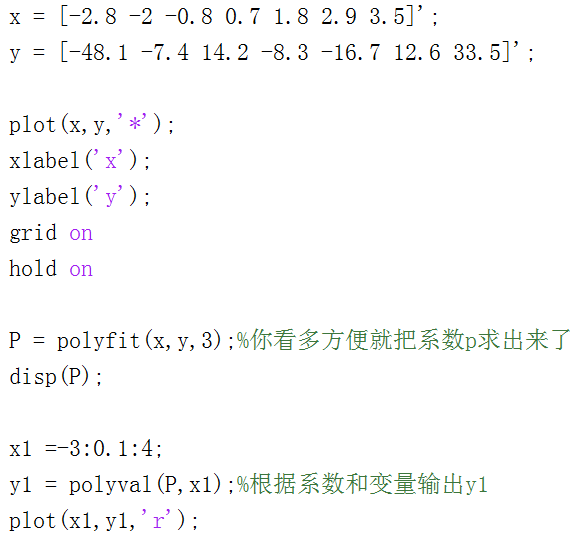 x = [-2.8 -2 -0.8 0.7 1.8 2.9 3.5]';
y = [-48.1 -7.4 14.2 -8.3 -16.7 12.6 33.5]';
plot(x,y,'*');
xlabel('x');
ylabel('y');
grid on
hold on
P = polyfit(x,y,3);%你看多方便就把系数p求出来了
disp(P);
x1 =-3:0.1:4;
y1 = polyval(P,x1);%根据系数和变量输出y1
plot(x1,y1,'r');